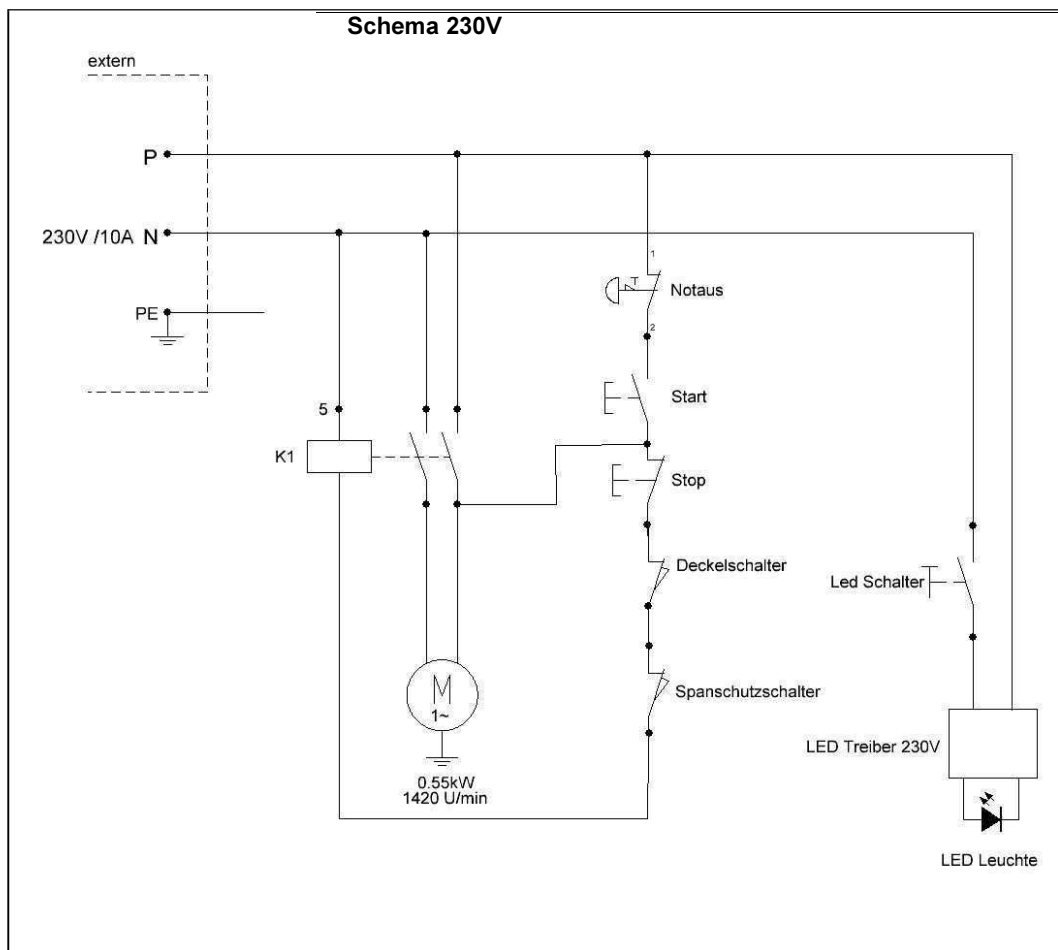 Schema 230V
extern
P
230V /10A N
PE
1
Notaus
2
Start
5
K1
Stop
Deckelschalter
Led Schalter
Spanschutzschalter
M
1~
LED Treiber 230V
0.55kW
1420 U/min
LED Leuchte